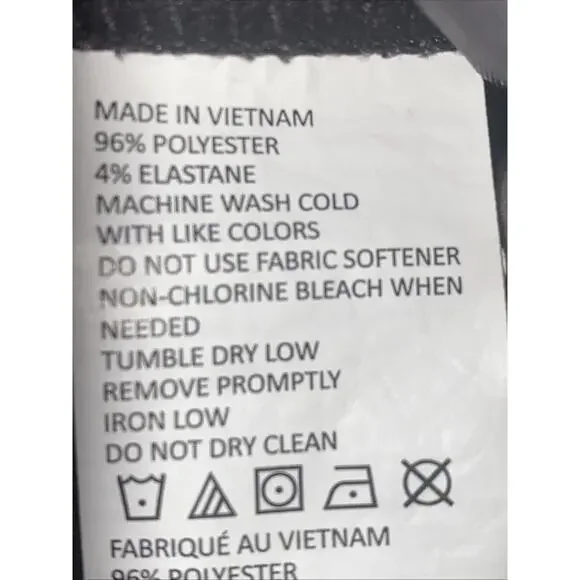 MADE IN VIETNAM
96% POLYESTER
4% ELASTANE
MACHINE WASH COLD
WITH LIKE COLORS
DO NOT USE FABRIC SOFTENER
NON-CHLORINE BLEACH WHEN
NEEDED
TUMBLE DRY LOW
REMOVE PROMPTLY
IRON LOW
DO NOT DRY CLEAN
FABRIQUÉ AU VIETNAM
96% POLYESTER